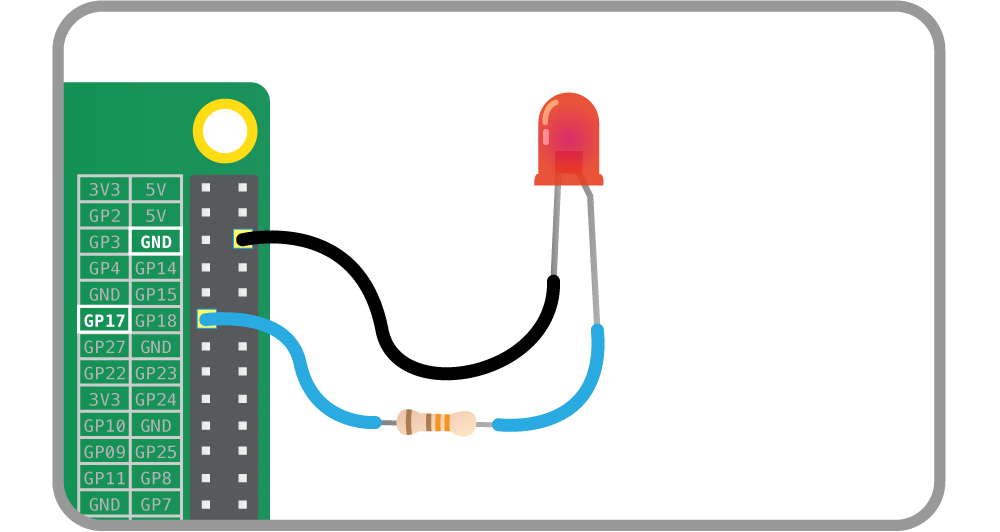 3V3 5V
GP2 5V
GP3 GND
GP4 GP14
GND GP15
GP17 GP18
GP27 GND
GP22 GP23
3V3 GP24
GP10 GND
GP09 GP25
GP11 GP8
GND GP7